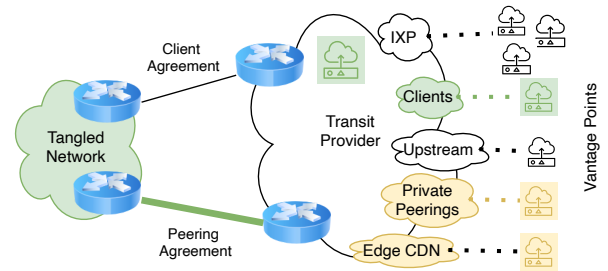 Client
Agreement
Tangled
Network
Peering
Agreement
Transit
Provider
IXP
Clients
Upstream
Private
Peerings
Edge CDN
Vantage Points